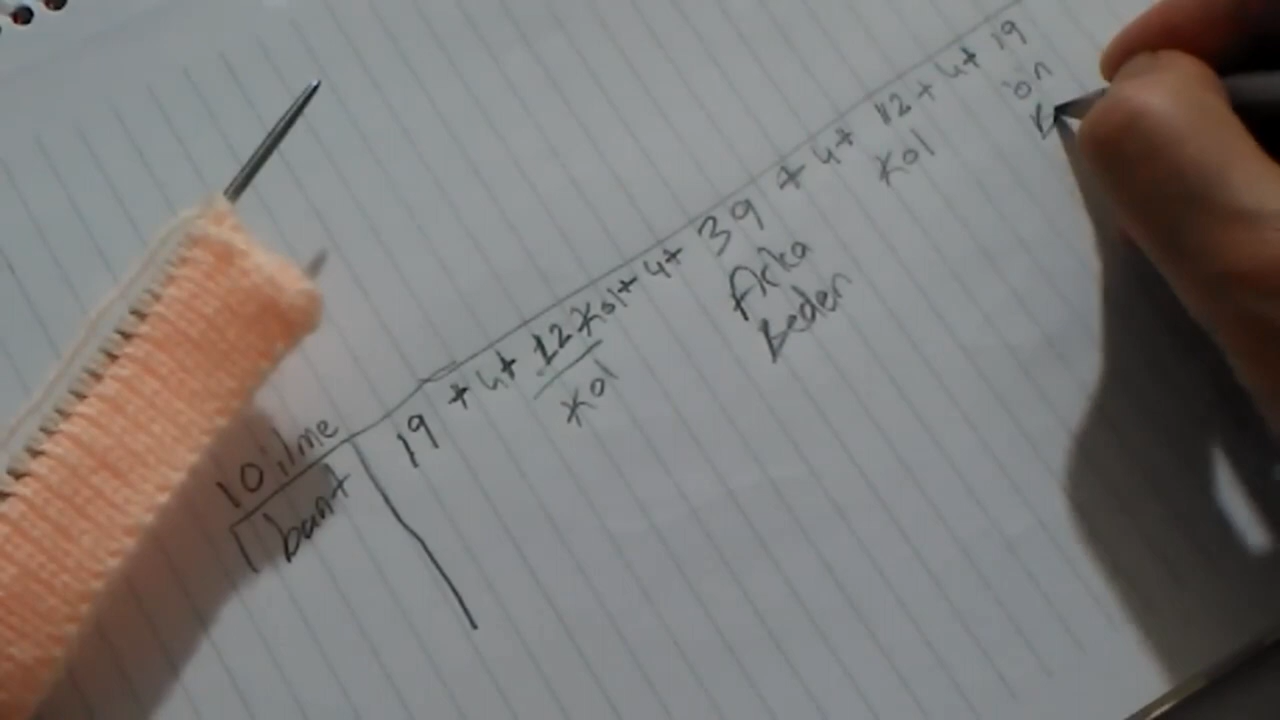 10 ilme 19 + 4 + 12 Kol + 4 + 39 + 4 + 12 + 4 + 19
bant Kol Arka Kol ön
Beden